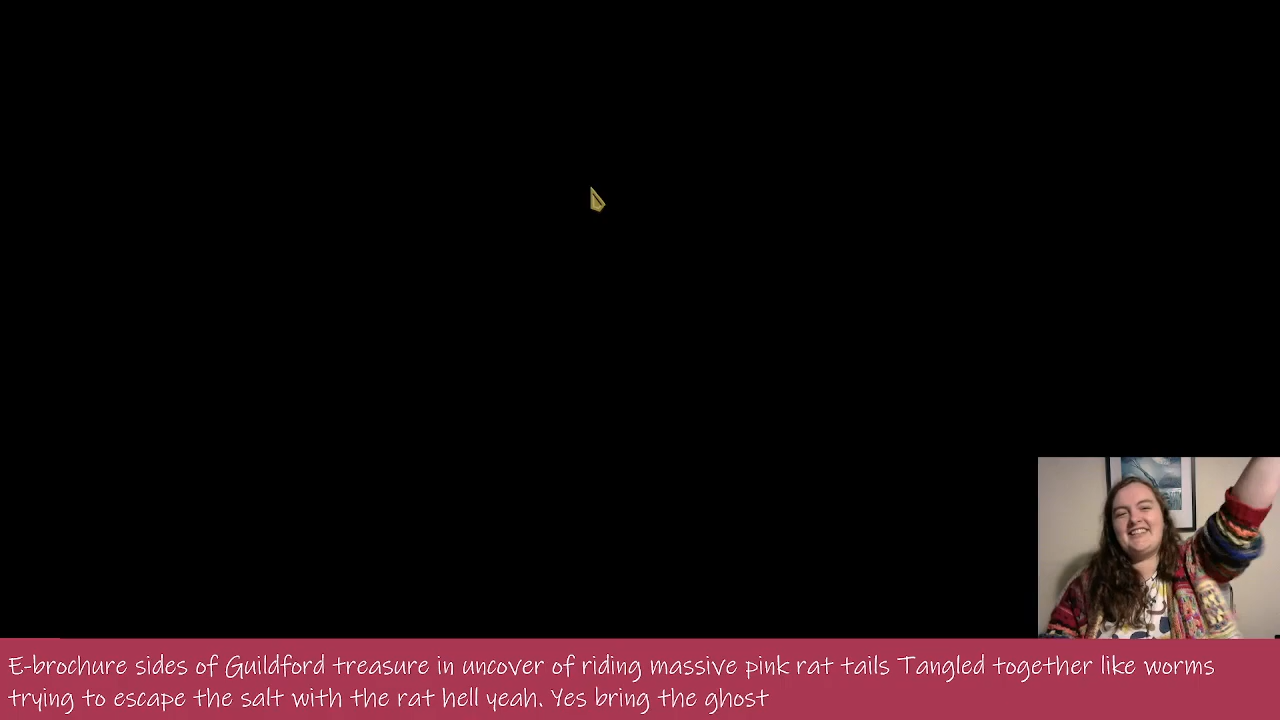 E-brochure sides of Guildford treasure in uncover of riding massive pink rat tails Tangled together like worms
trying to escape the salt with the rat hell yeah. Yes bring the ghost